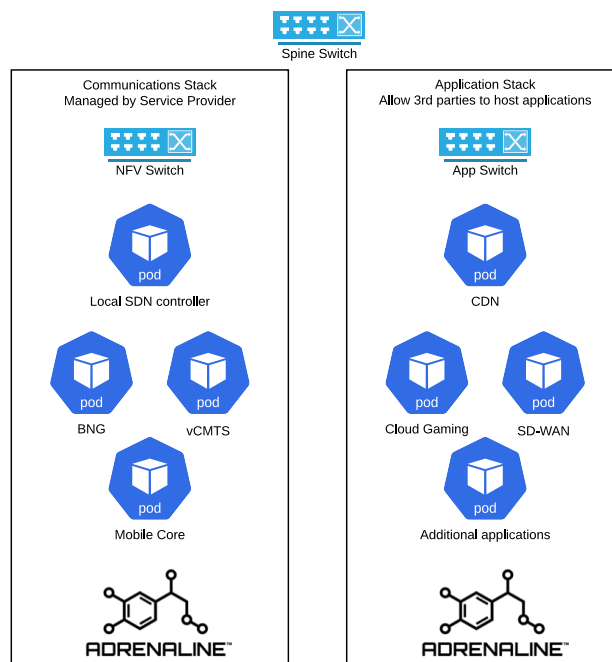 Spine Switch
Communications Stack
Managed by Service Provider
NFV Switch
pod
Local SDN controller
pod
pod
BNG
vCMTS
pod
Mobile Core
ADRENALINE™
Application Stack
Allow 3rd parties to host applications
App Switch
pod
CDN
pod
pod
Cloud Gaming
SD-WAN
pod
Additional applications
ADRENALINE™